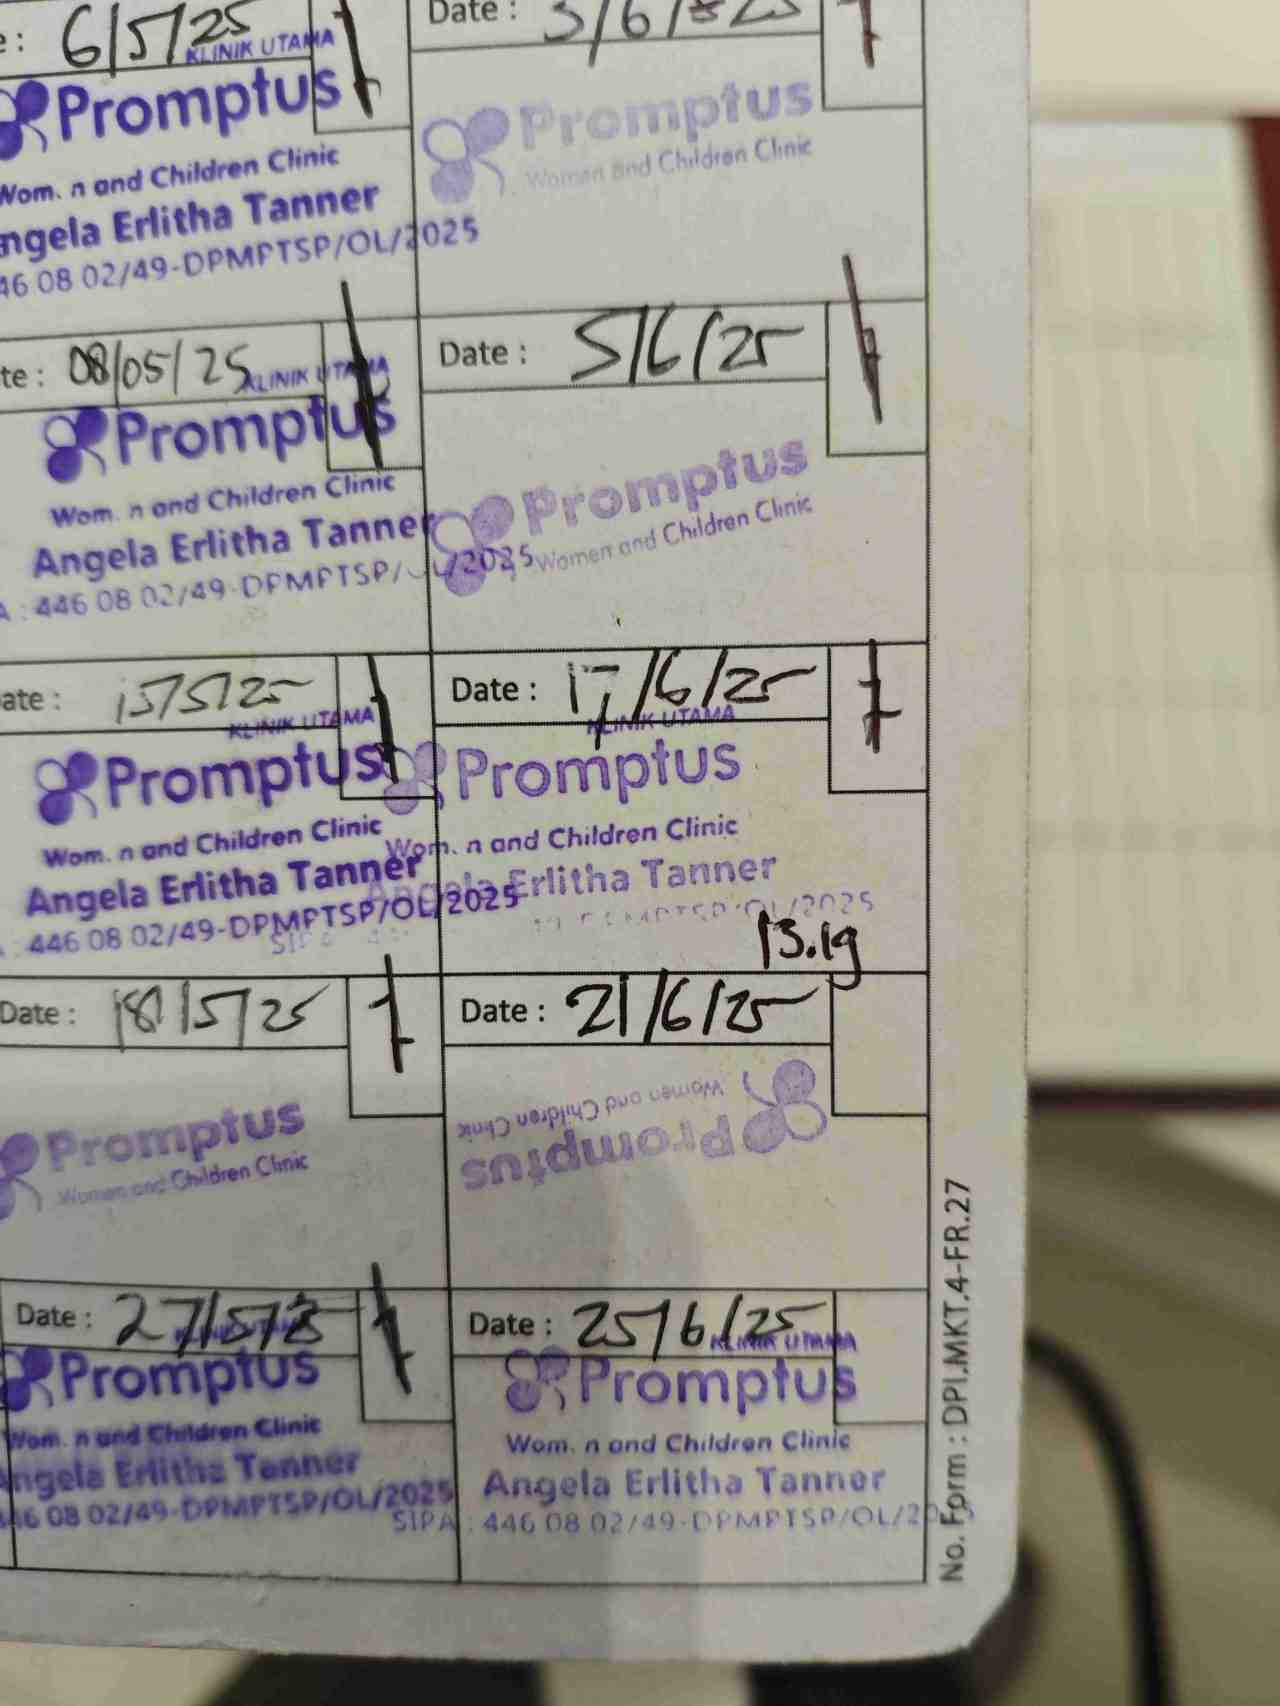 e : 6/5/25
KLINIK UTAMA
Promptus
Wom. n and Children Clinic
ngela Erlitha Tanner
46 08 02/49-DPMPTSP/OL/2025
te : 08/05/25
KLINIK UTAMA
Promptus
Wom. n and Children Clinic
Angela Erlitha Tanner
A : 446 08 02/49-DPMPTSP/OL/2025
ate : 15/5/25
KLINIK UTAMA
Promptus
Wom. n and Children Clinic
Angela Erlitha Tanner
: 446 08 02/49-DPMPTSP/OL/2025
Date : 18/5/25
Promptus
Women and Children Clinic
Date : 27/5/25
Promptus
Wom. n and Children Clinic
ngela Erlitha Tanner
46 08 02/49-DPMPTSP/OL/2025
Date :
Promptus
Women and Children Clinic
Date : 5/6/25
Promptus
Women and Children Clinic
Date : 17/6/25
KLINIK UTAMA
Promptus
Wom. n and Children Clinic
Angela Erlitha Tanner
13.19
Date : 21/6/25
Promptus
Women and Children Clinic
Date : 25/6/25
KLINIK UTAMA
Promptus
Wom. n and Children Clinic
Angela Erlitha Tanner
SIPA : 446 08 02/49-DPMPTSP/OL/2025
No. Form : DPI.MKT.4-FR.27